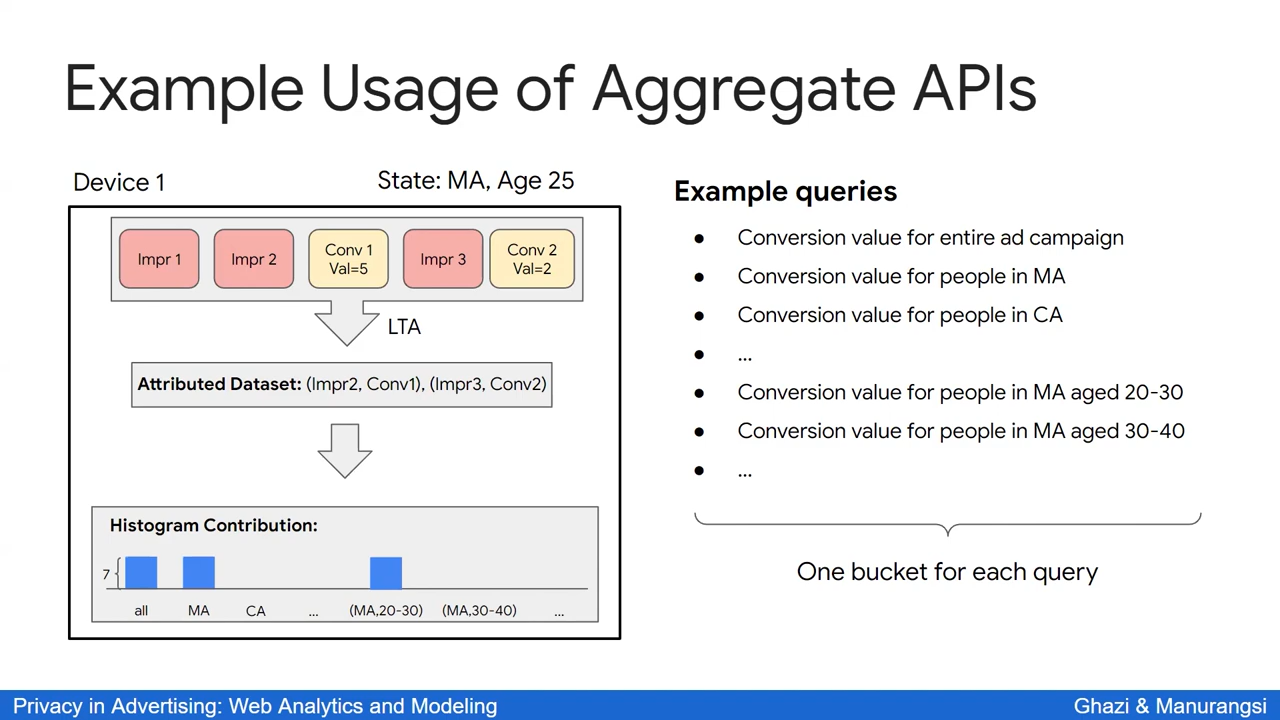 Example Usage of Aggregate APIs
Device 1
State: MA, Age 25
Impr 1
Impr 2
Conv 1
Val=5
Impr 3
Conv 2
Val=2
LTA
Attributed Dataset: (Impr2, Conv1), (Impr3, Conv2)
Histogram Contribution:
7
all
MA
CA
...
(MA,20-30)
(MA,30-40)
...
Example queries
● Conversion value for entire ad campaign
● Conversion value for people in MA
● Conversion value for people in CA
● ...
● Conversion value for people in MA aged 20-30
● Conversion value for people in MA aged 30-40
● ...
One bucket for each query
Privacy in Advertising: Web Analytics and Modeling
Ghazi & Manurangsi